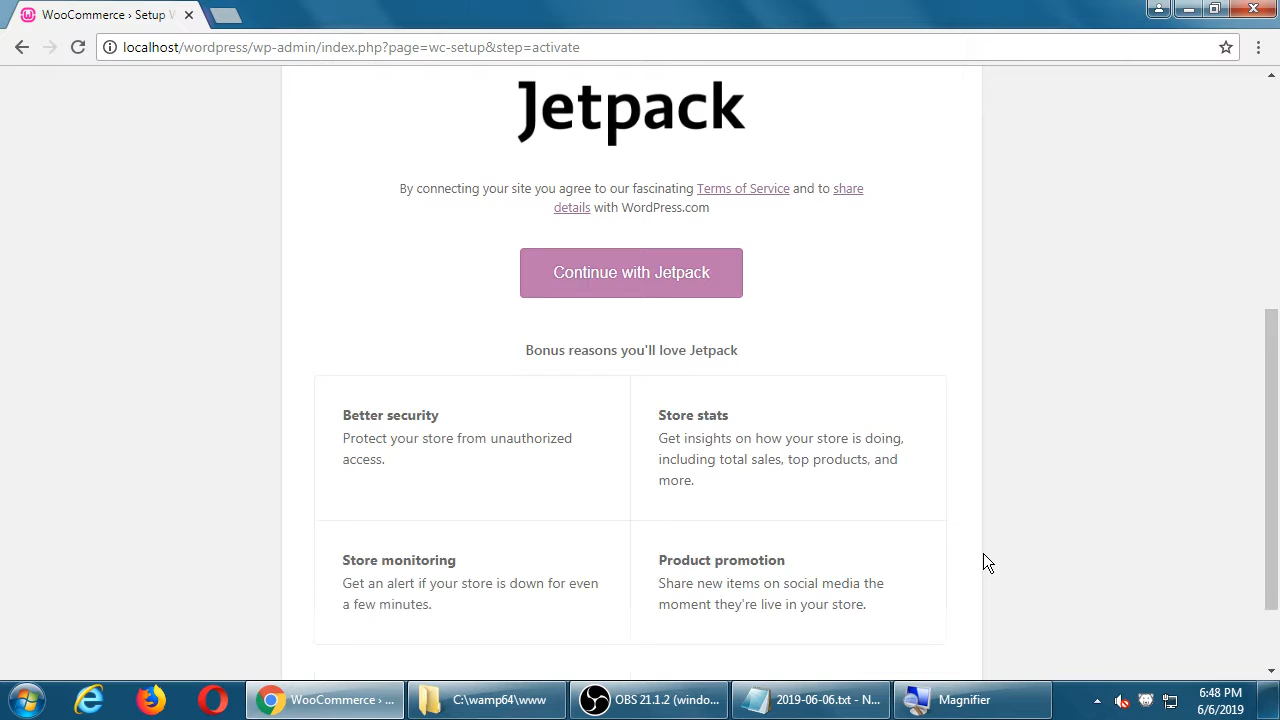 WooCommerce › Setup W
localhost/wordpress/wp-admin/index.php?page=wc-setup&step=activate
Jetpack
By connecting your site you agree to our fascinating Terms of Service and to share
details with WordPress.com
Continue with Jetpack
Bonus reasons you'll love Jetpack
Better security
Protect your store from unauthorized
access.
Store stats
Get insights on how your store is doing,
including total sales, top products, and
more.
Store monitoring
Get an alert if your store is down for even
a few minutes.
Product promotion
Share new items on social media the
moment they're live in your store.
WooCommerce › ...
C:\wamp64\www
OBS 21.1.2 (windo...
2019-06-06.txt - N...
Magnifier
6:48 PM
6/6/2019